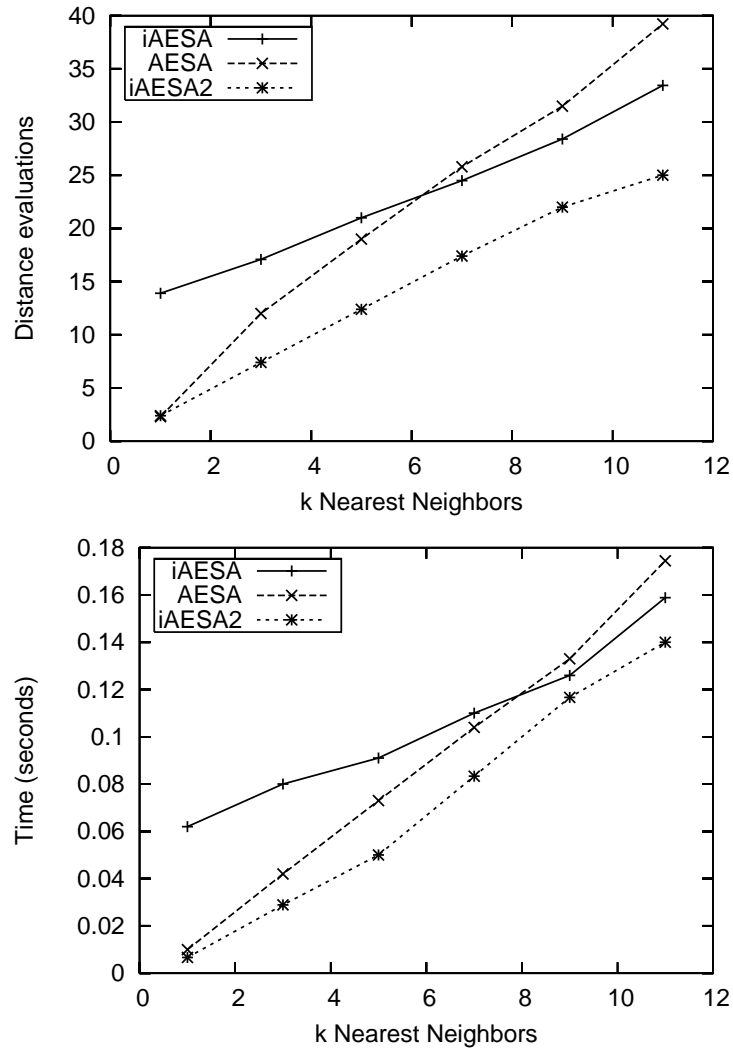 40
35
30
25
20
15
10
5
0
Distance evaluations
iAESA
AESA
iAESA2
0 2 4 6 8 10 12
k Nearest Neighbors
0.18
0.16
0.14
0.12
0.1
0.08
0.06
0.04
0.02
0
Time (seconds)
iAESA
AESA
iAESA2
0 2 4 6 8 10 12
k Nearest Neighbors